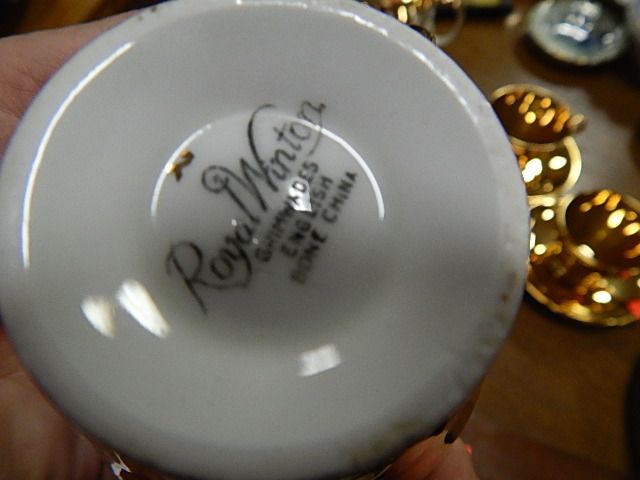 Royal Winton
GRIMWADES
ENGLISH
BONE CHINA